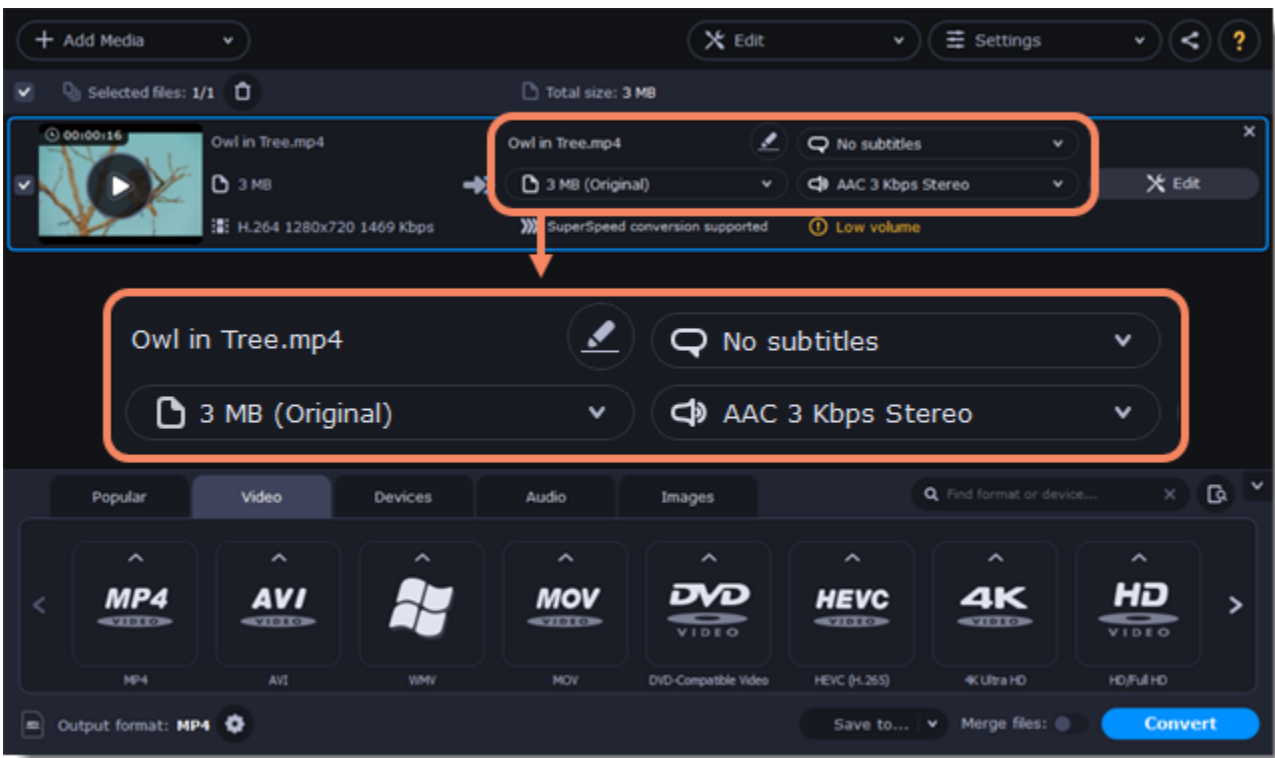 Add Media
Edit
Settings
?
Selected files: 1/1
Total size: 3 MB
00:00:16
Owl in Tree.mp4
3 MB
H.264 1280x720 1469 Kbps
Owl in Tree.mp4
No subtitles
3 MB (Original)
AAC 3 Kbps Stereo
Edit
SuperSpeed conversion supported
Low volume
Owl in Tree.mp4
No subtitles
3 MB (Original)
AAC 3 Kbps Stereo
Popular
Video
Devices
Audio
Images
Find format or device...
MP4 VIDEO
AVI VIDEO
MOV VIDEO
DVD VIDEO
HEVC VIDEO
4K VIDEO
HD VIDEO
MP4
AVI
WMV
MOV
DVD-Compatible Video
HEVC (H.265)
4K Ultra HD
HD/Full HD
Output format: MP4
Save to...
Merge files:
Convert